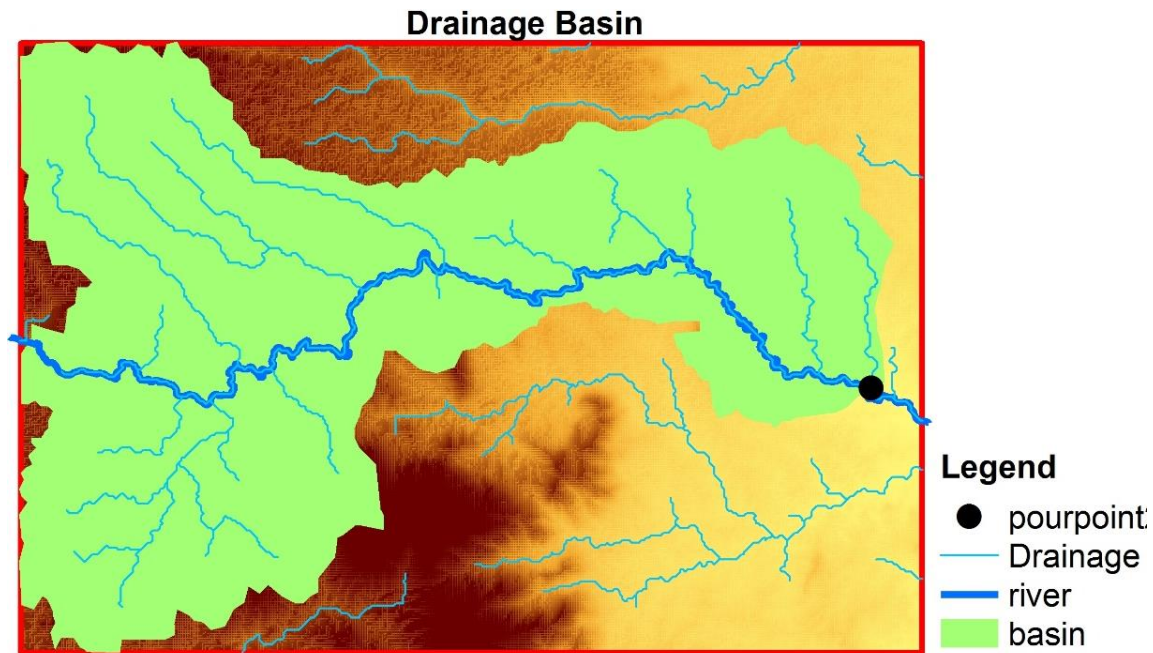 Drainage Basin
Legend
pourpoint
Drainage
river
basin